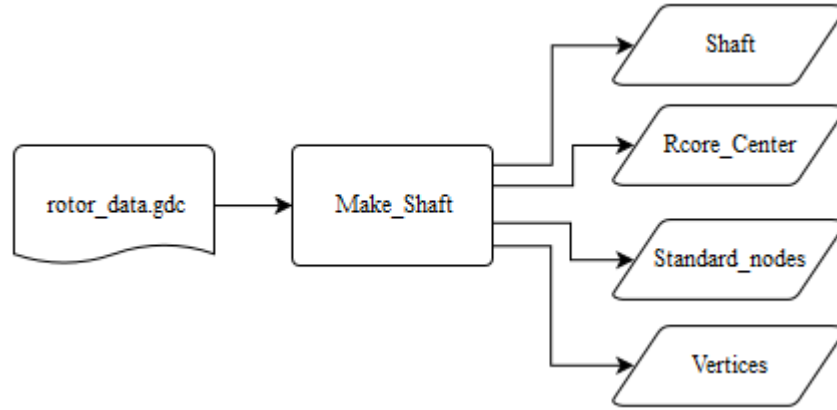 Shaft
Rcore_Center
rotor_data.gdc
Make_Shaft
Standard_nodes
Vertices